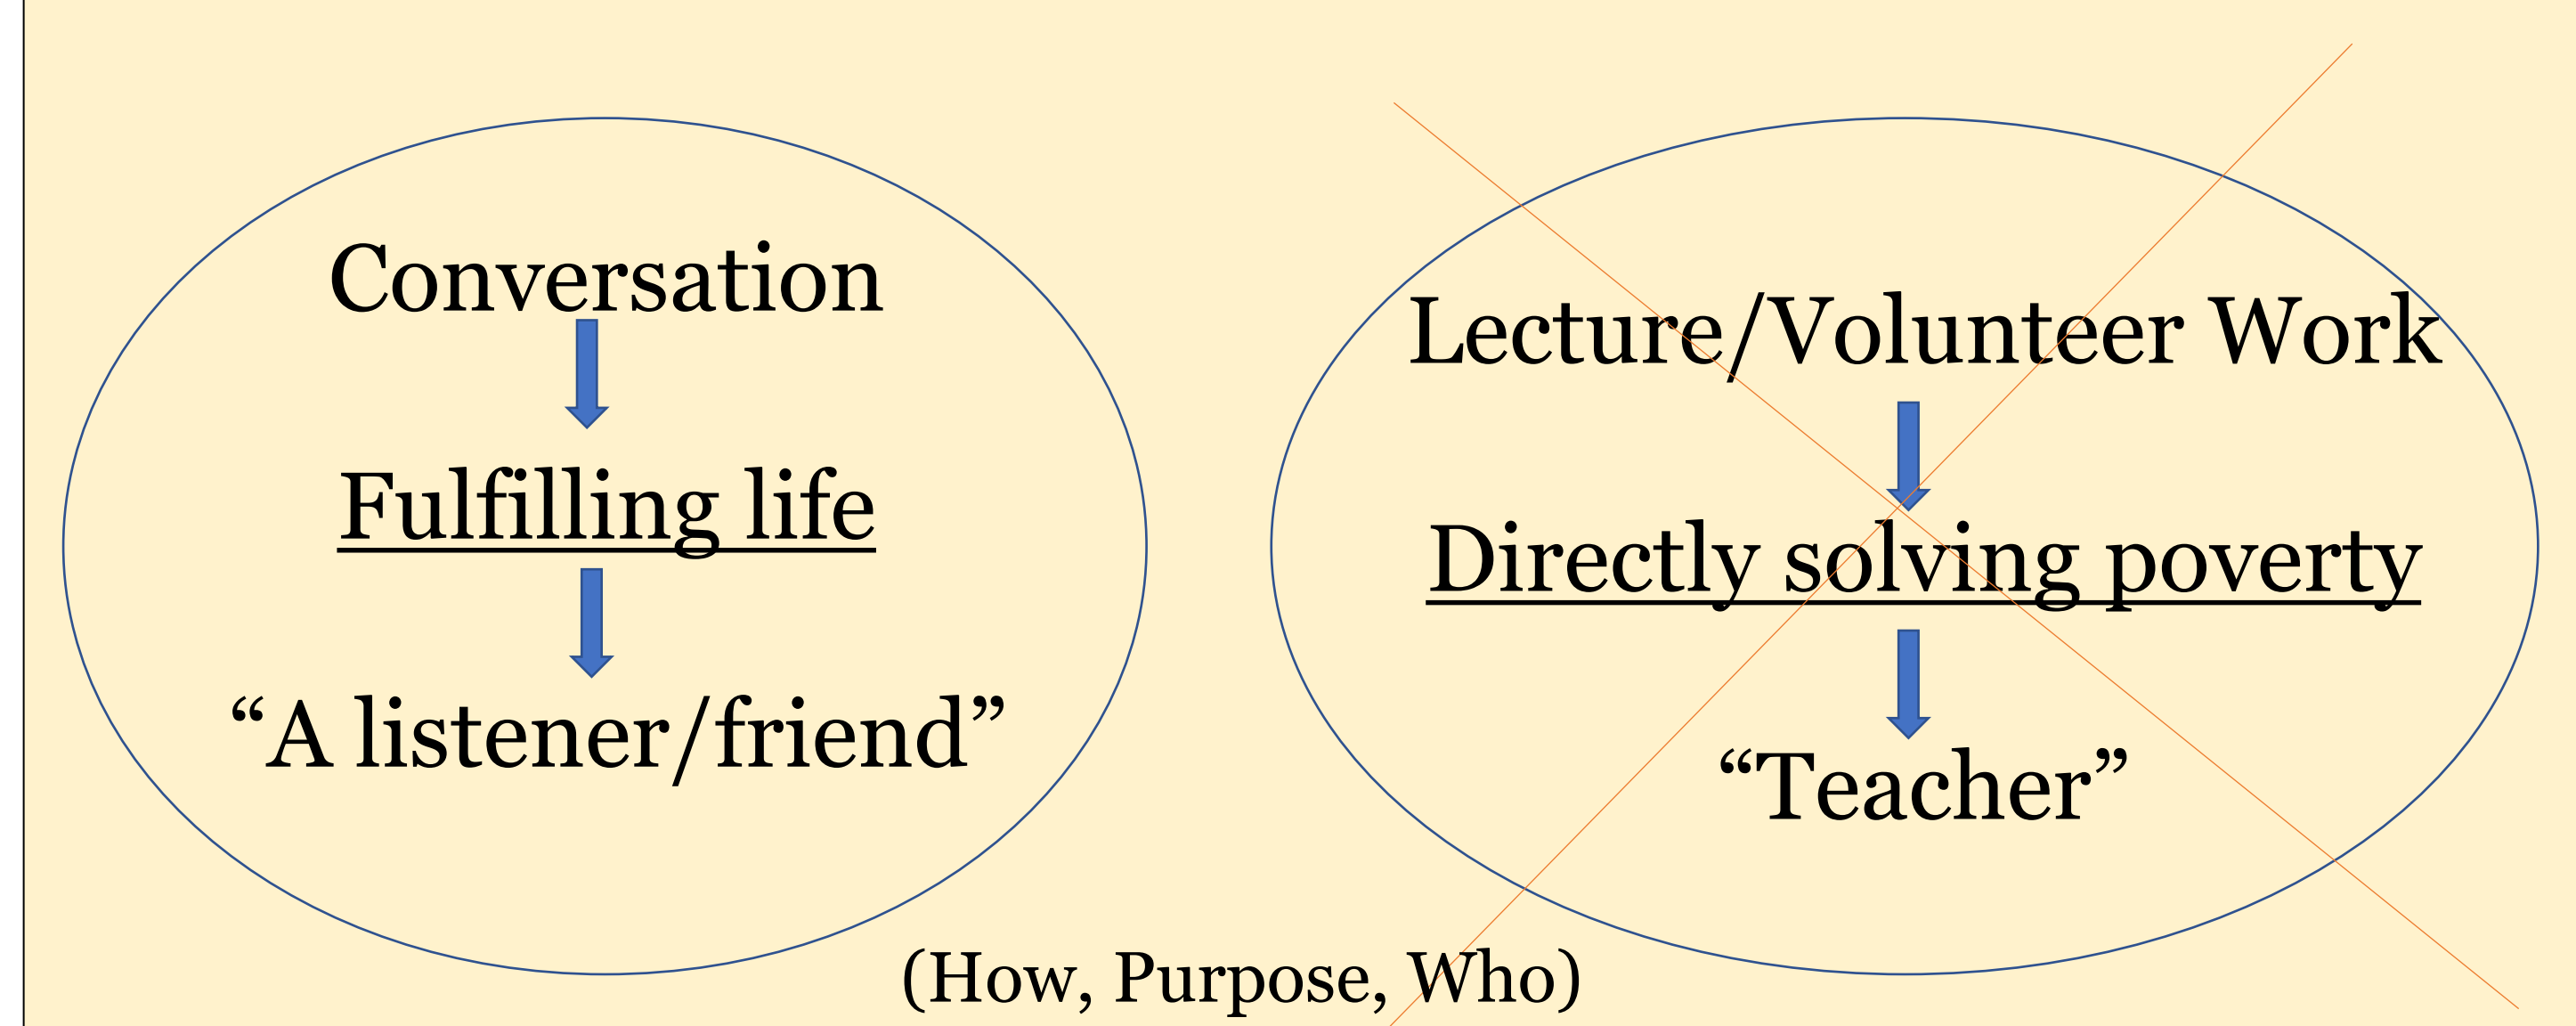 Conversation
Fulfilling life
“A listener/friend”
Lecture/Volunteer Work
Directly solving poverty
“Teacher”
(How, Purpose, Who)